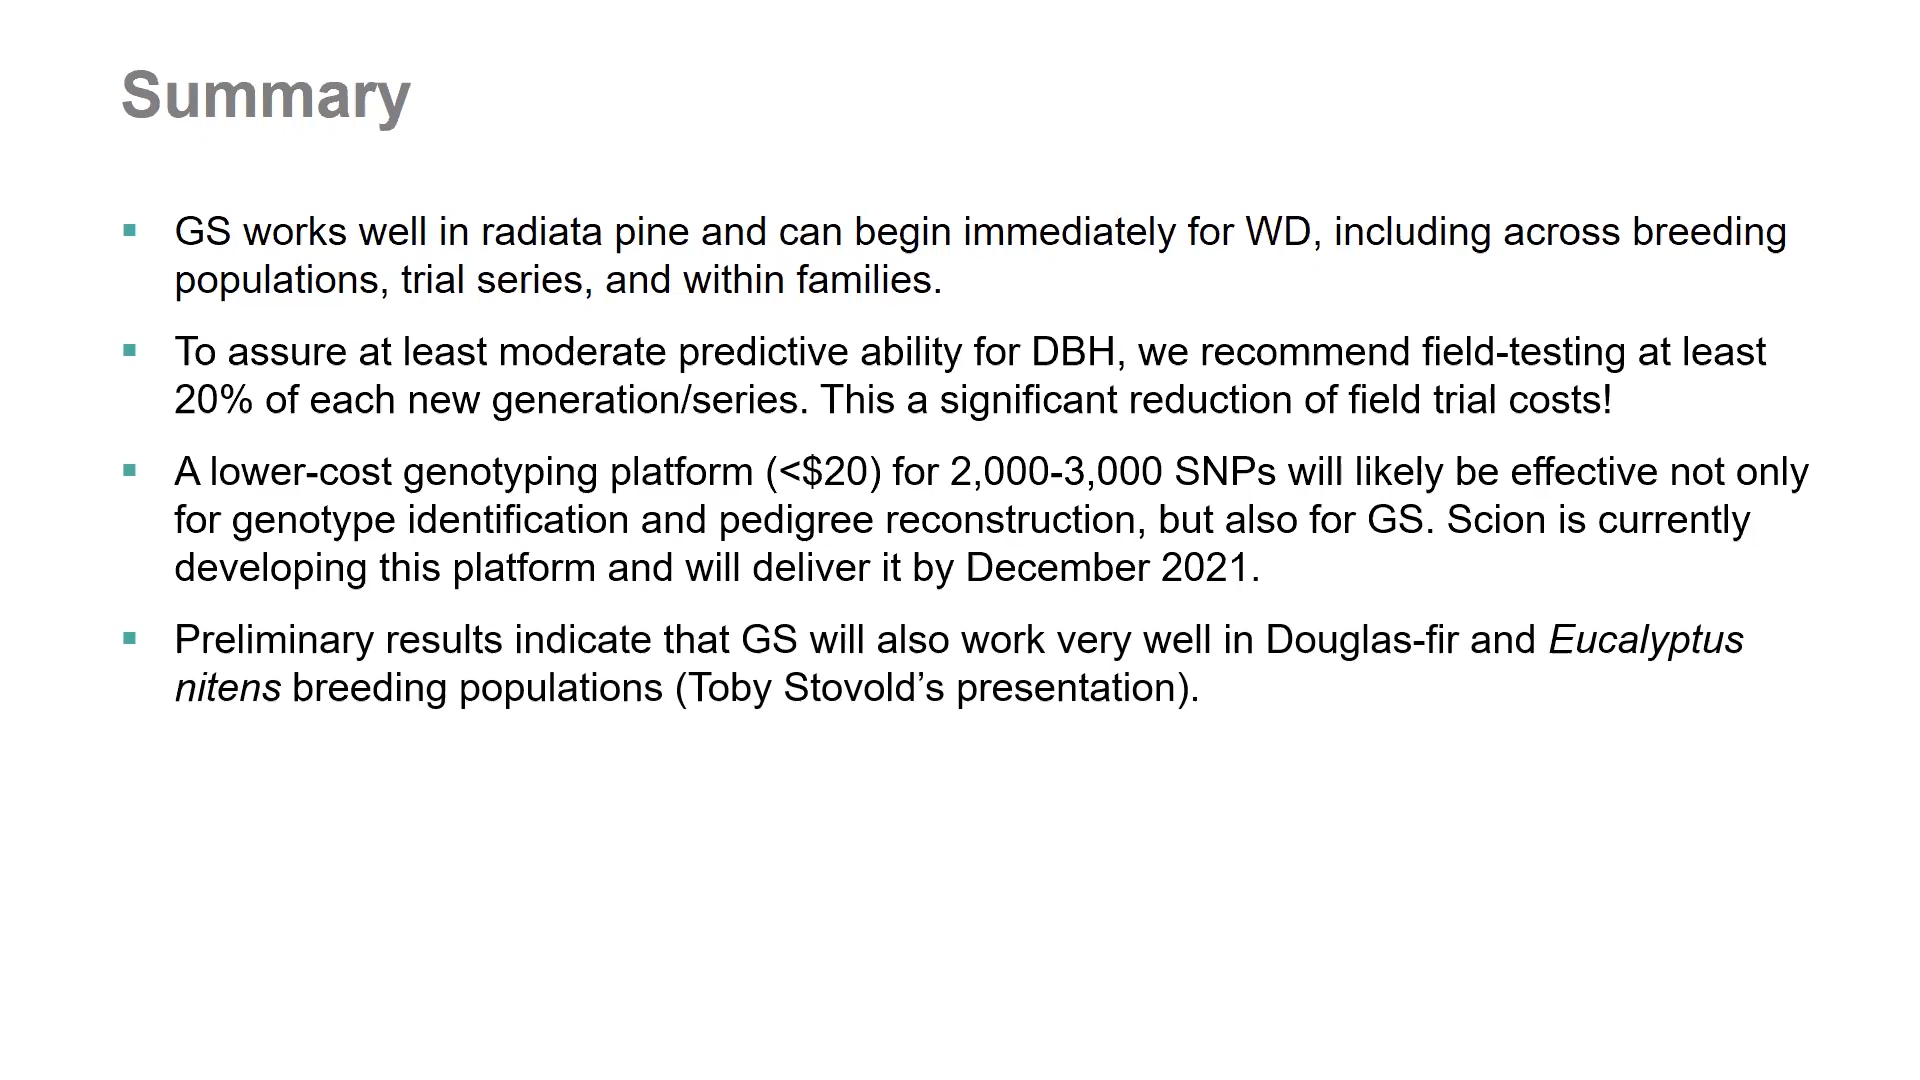 Summary
GS works well in radiata pine and can begin immediately for WD, including across breeding
populations, trial series, and within families.
To assure at least moderate predictive ability for DBH, we recommend field-testing at least
20% of each new generation/series. This a significant reduction of field trial costs!
A lower-cost genotyping platform (<$20) for 2,000-3,000 SNPs will likely be effective not only
for genotype identification and pedigree reconstruction, but also for GS. Scion is currently
developing this platform and will deliver it by December 2021.
Preliminary results indicate that GS will also work very well in Douglas-fir and Eucalyptus
nitens breeding populations (Toby Stovold’s presentation).